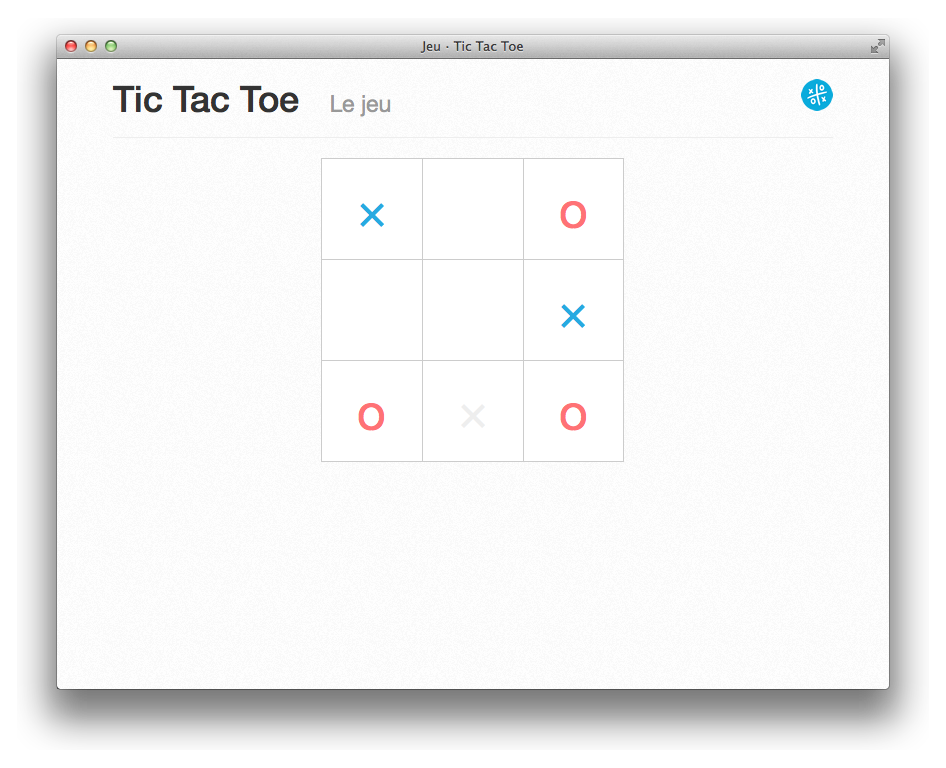 Jeu · Tic Tac Toe
Tic Tac Toe Le jeu
× O
×
O × O